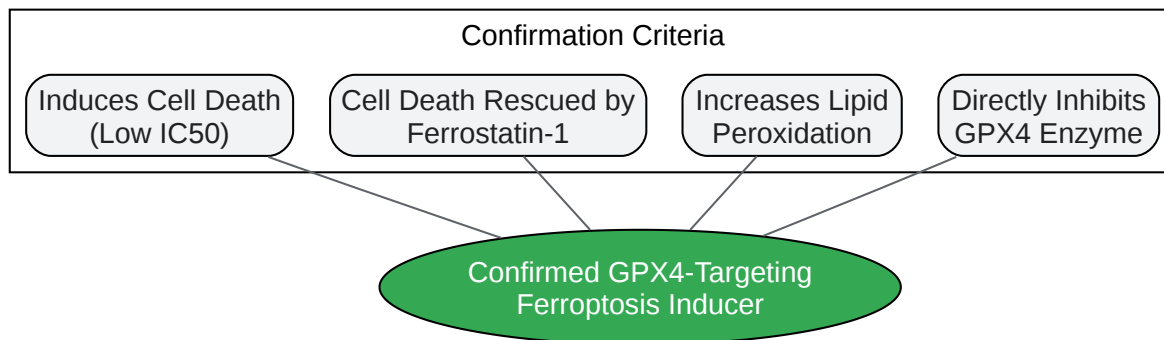 Confirmation Criteria
Induces Cell Death
(Low IC50)
Cell Death Rescued by
Ferrostatin-1
Increases Lipid
Peroxidation
Directly Inhibits
GPX4 Enzyme
Confirmed GPX4-Targeting
Ferroptosis Inducer